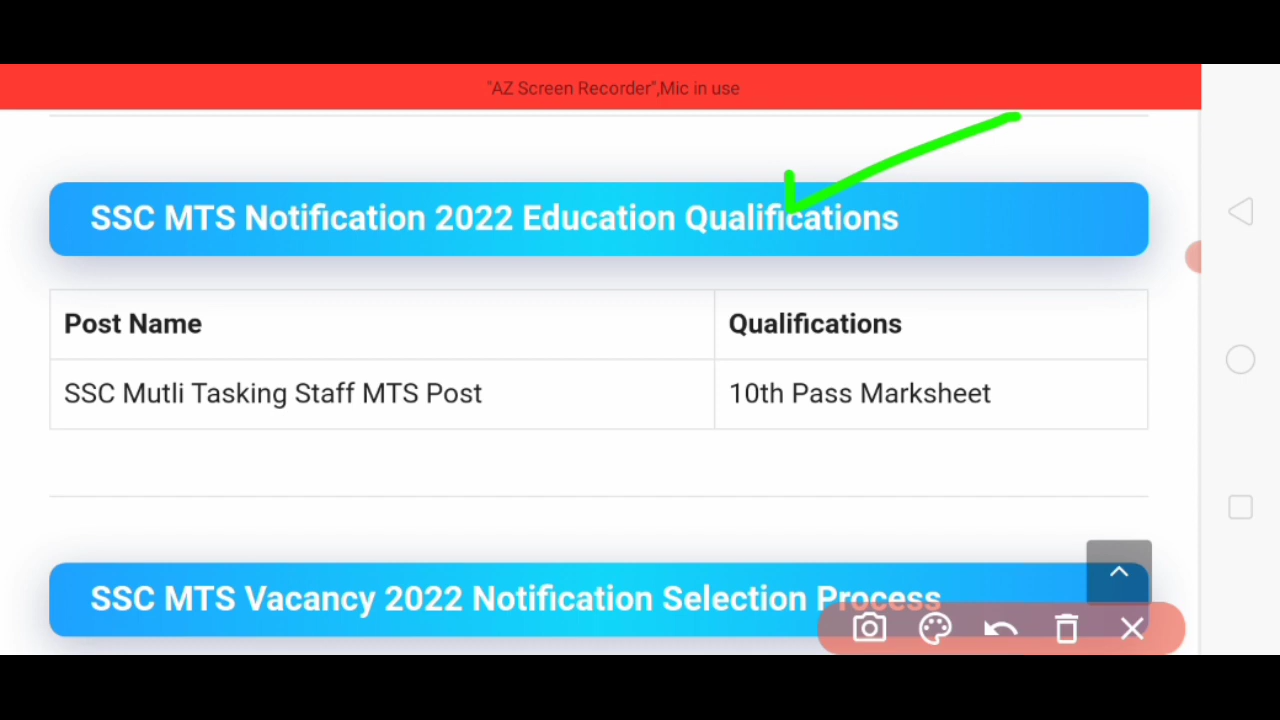 "AZ Screen Recorder",Mic in use
SSC MTS Notification 2022 Education Qualifications
Post Name Qualifications
SSC Mutli Tasking Staff MTS Post 10th Pass Marksheet
SSC MTS Vacancy 2022 Notification Selection Process